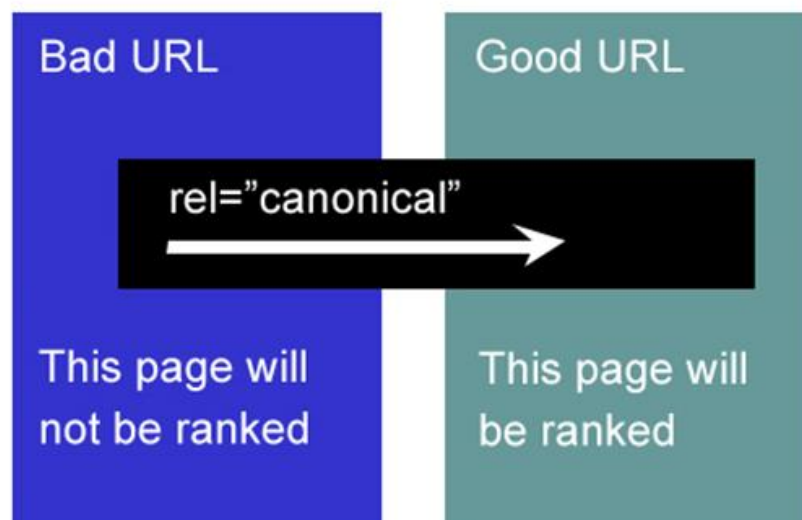 Bad URL
Good URL
rel=”canonical”
This page will
not be ranked
This page will
be ranked